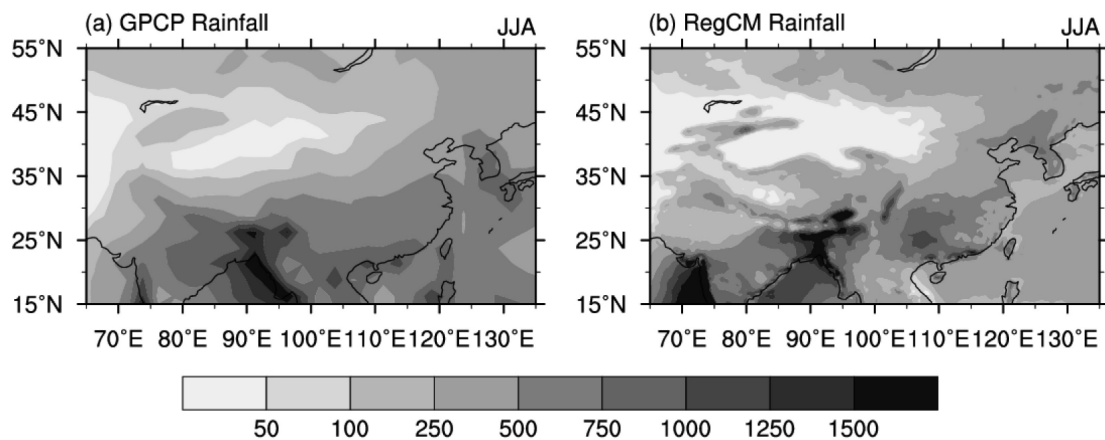 (a) GPCP Rainfall JJA
55°N
45°N
35°N
25°N
15°N
70°E 80°E 90°E 100°E110°E120°E130°E
(b) RegCM Rainfall JJA
55°N
45°N
35°N
25°N
15°N
70°E 80°E 90°E 100°E110°E120°E130°E
50 100 250 500 750 1000 1250 1500